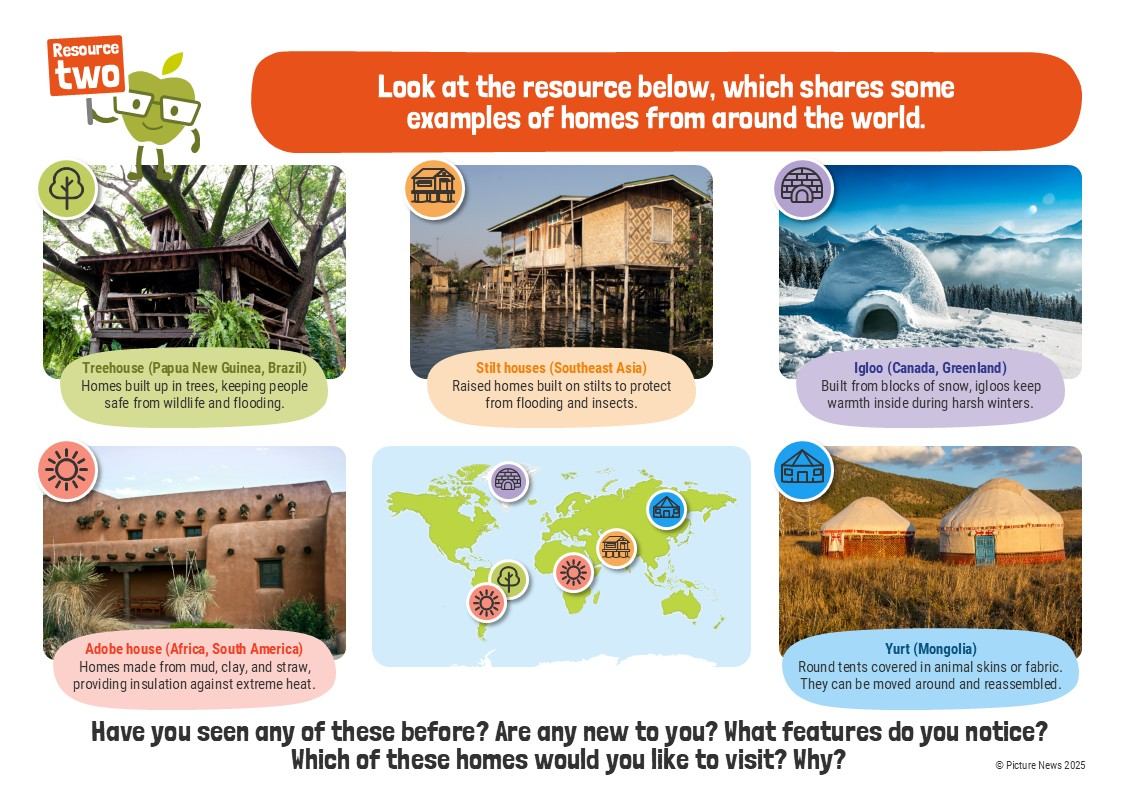 Resource
two
Look at the resource below, which shares some
examples of homes from around the world.
Treehouse (Papua New Guinea, Brazil)
Homes built up in trees, keeping people
safe from wildlife and flooding.
Stilt houses (Southeast Asia)
Raised homes built on stilts to protect
from flooding and insects.
Igloo (Canada, Greenland)
Built from blocks of snow, igloos keep
warmth inside during harsh winters.
Adobe house (Africa, South America)
Homes made from mud, clay, and straw,
providing insulation against extreme heat.
Yurt (Mongolia)
Round tents covered in animal skins or fabric.
They can be moved around and reassembled.
Have you seen any of these before? Are any new to you? What features do you notice?
Which of these homes would you like to visit? Why?
© Picture News 2025